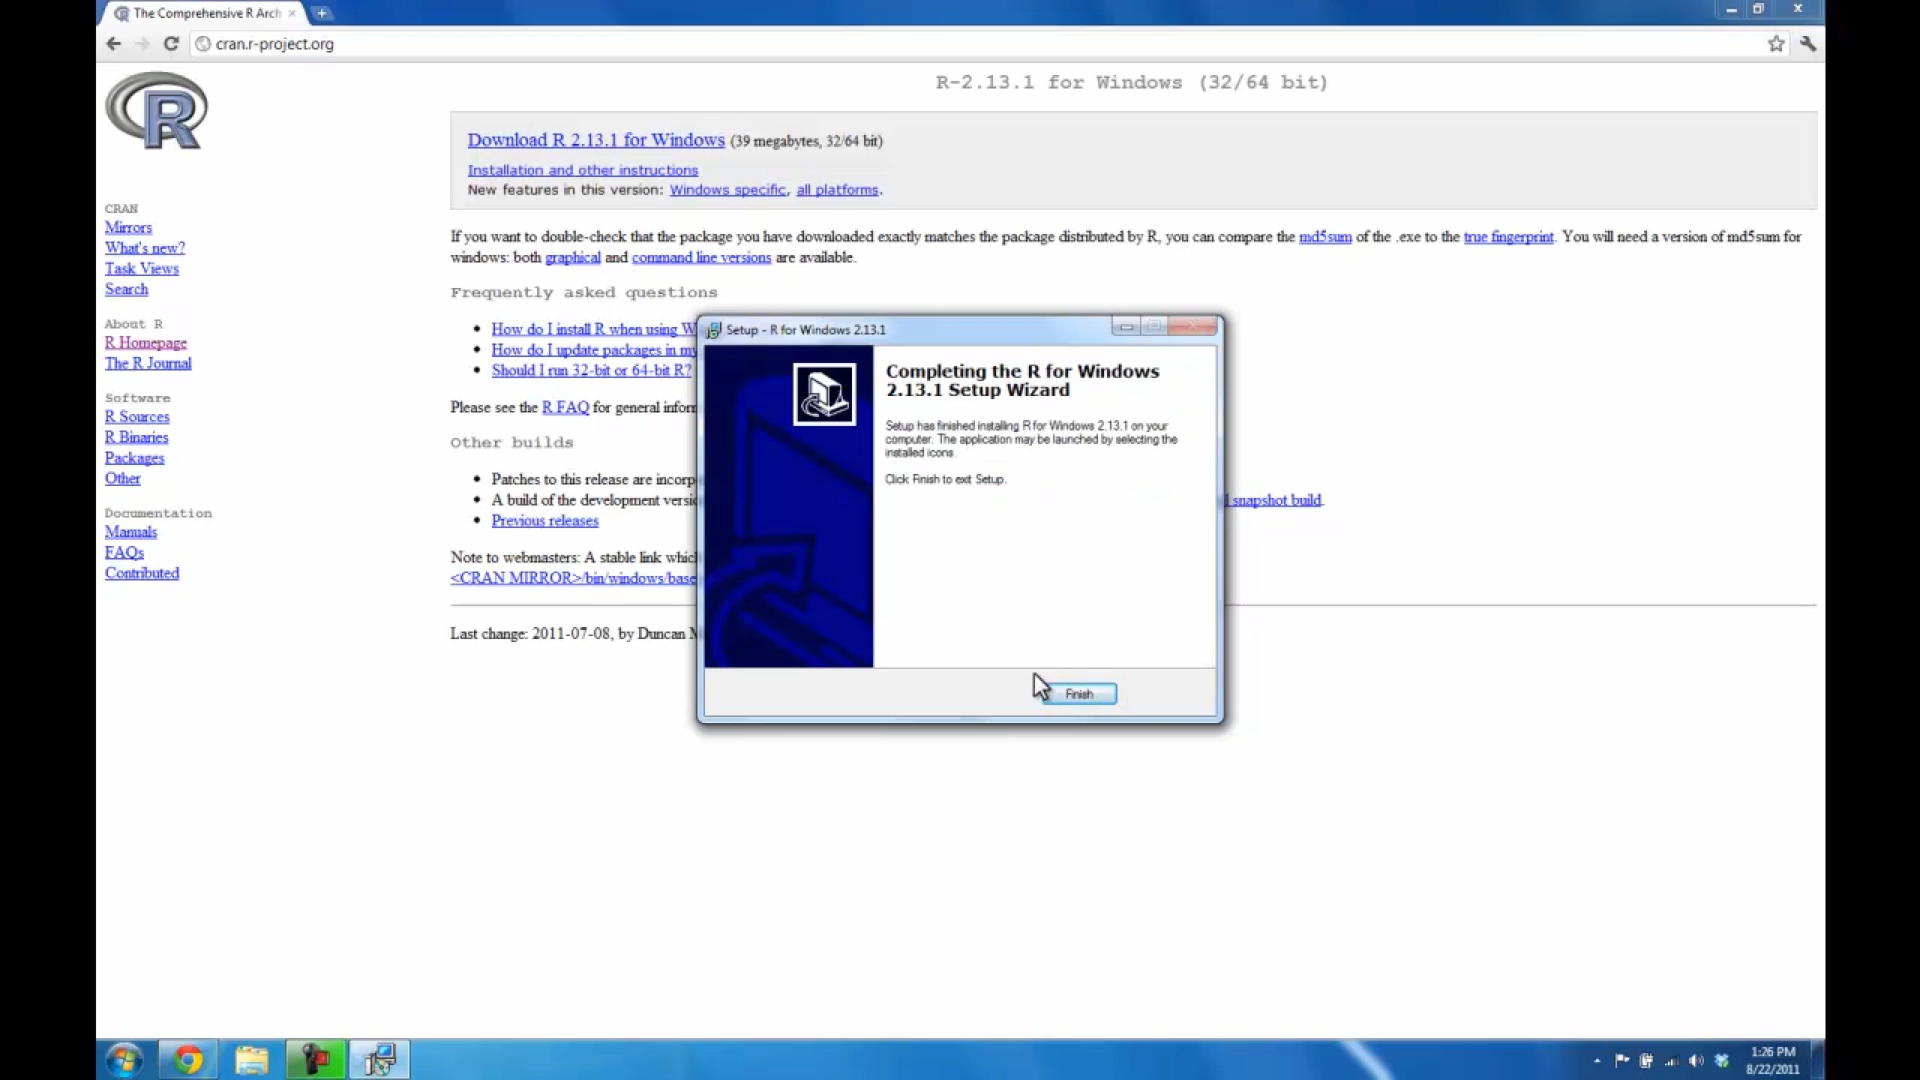 The Comprehensive R Arch
cran.r-project.org
R
R-2.13.1 for Windows (32/64 bit)
Download R 2.13.1 for Windows (39 megabytes, 32/64 bit)
Installation and other instructions
New features in this version: Windows specific, all platforms.
CRAN
Mirrors
What's new?
Task Views
Search
About R
R Homepage
The R Journal
Software
R Sources
R Binaries
Packages
Other
Documentation
Manuals
FAQs
Contributed
If you want to double-check that the package you have downloaded exactly matches the package distributed by R, you can compare the md5sum of the .exe to the true fingerprint. You will need a version of md5sum for
windows: both graphical and command line versions are available.
Frequently asked questions
How do I install R when using W
How do I update packages in my
Should I run 32-bit or 64-bit R?
Please see the R FAQ for general inform
Other builds
Patches to this release are incorp
A build of the development versio
snapshot build.
Previous releases
Note to webmasters: A stable link which
<CRAN MIRROR>/bin/windows/base
Last change: 2011-07-08, by Duncan M
Setup - R for Windows 2.13.1
Completing the R for Windows
2.13.1 Setup Wizard
Setup has finished installing R for Windows 2.13.1 on your
computer. The application may be launched by selecting the
installed icons.
Click Finish to exit Setup.
Finish
1:26 PM
8/22/2011